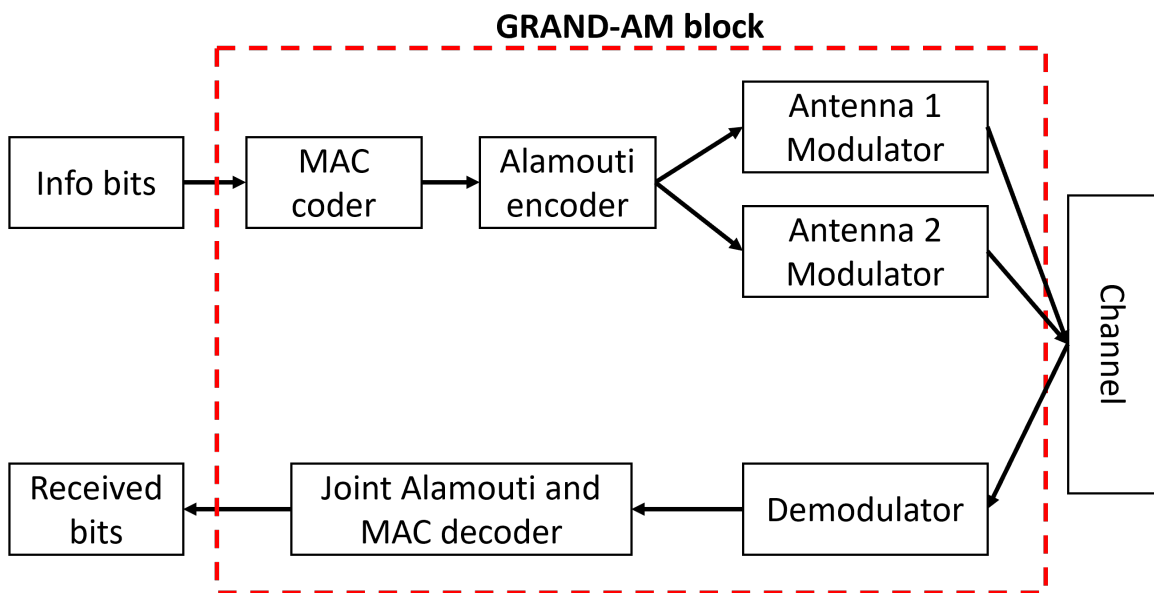 GRAND-AM block
Info bits
MAC
coder
Alamouti
encoder
Antenna 1
Modulator
Antenna 2
Modulator
Channel
Received
bits
Joint Alamouti and
MAC decoder
Demodulator